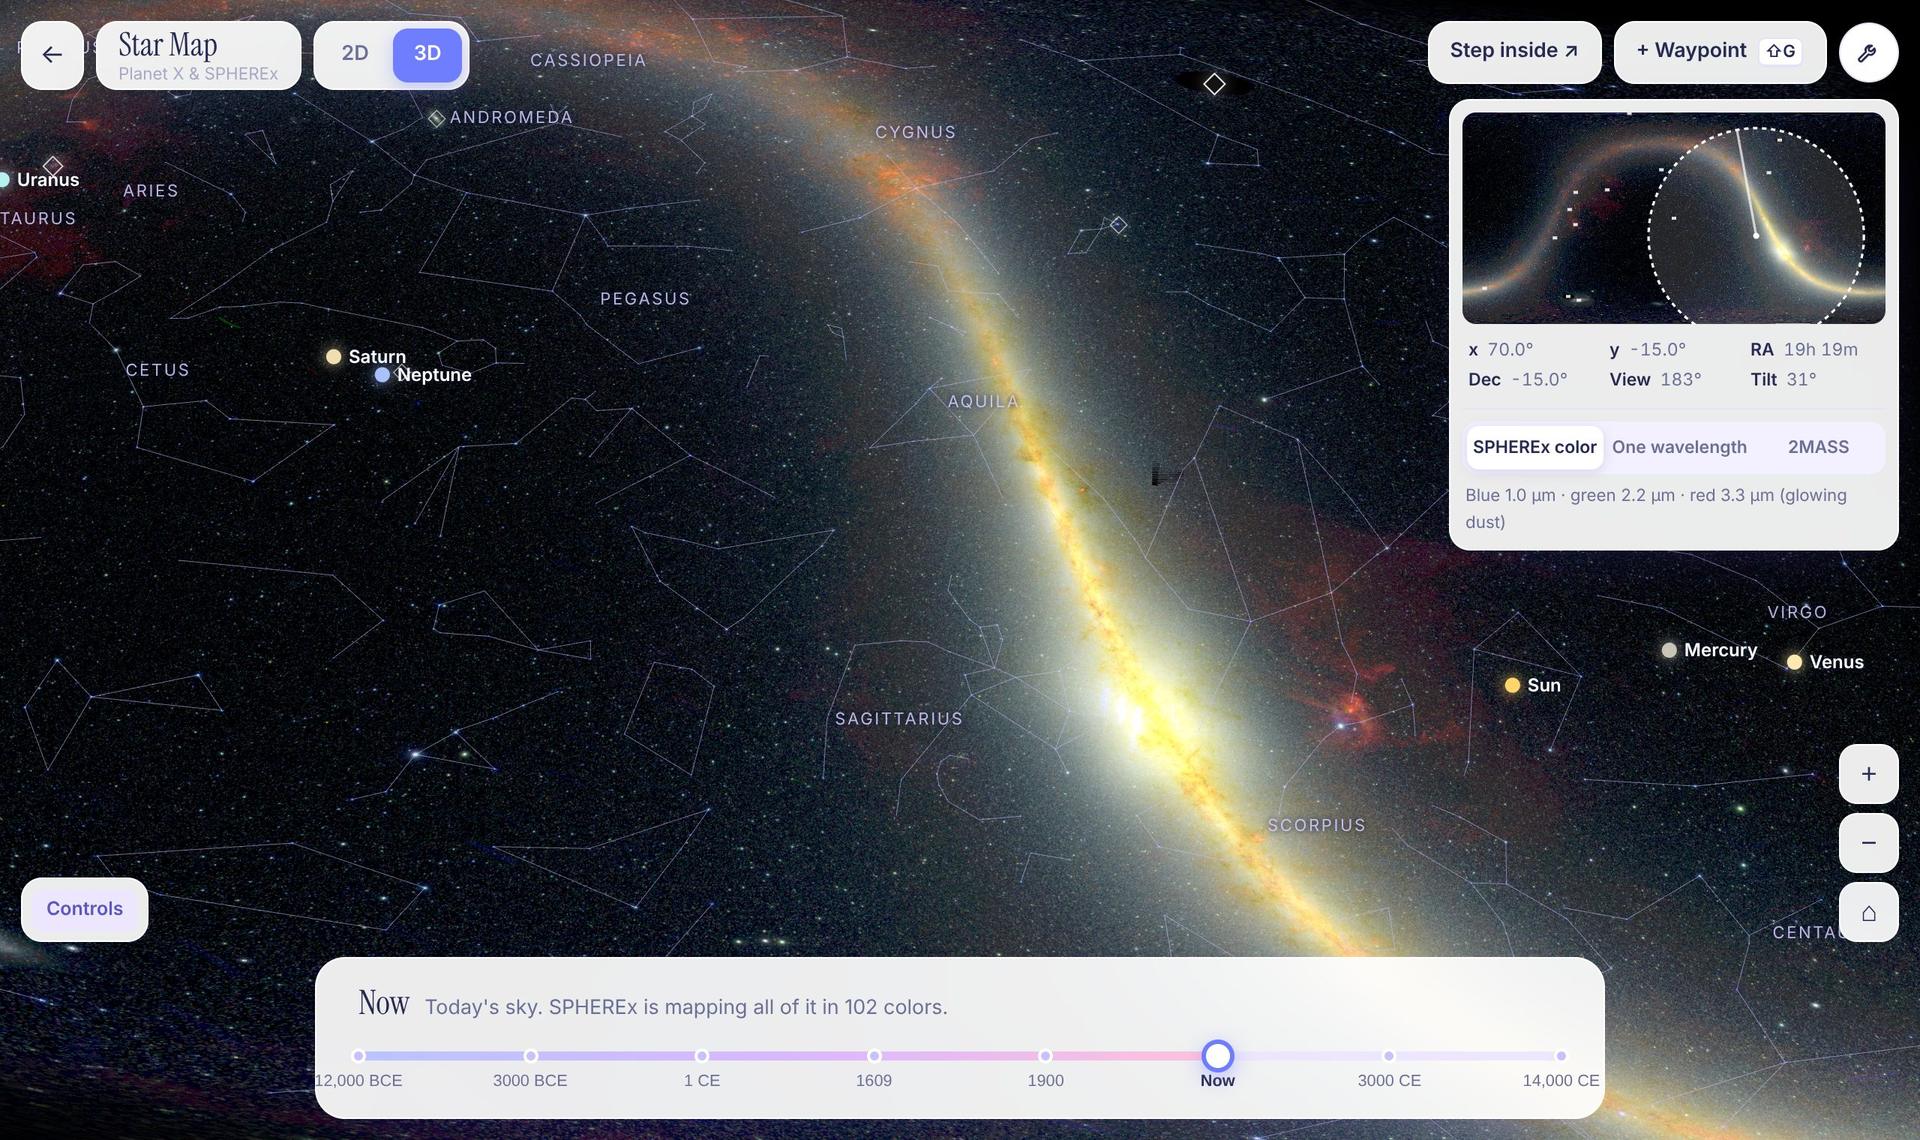 Star Map
Planet X & SPHEREx
2D
3D
Step inside ↗
+ Waypoint ⇧G
CASSIOPEIA
ANDROMEDA
CYGNUS
Uranus
ARIES
TAURUS
PEGASUS
Saturn
Neptune
CETUS
AQUILA
x 70.0° y -15.0° RA 19h 19m
Dec -15.0° View 183° Tilt 31°
SPHEREx color One wavelength 2MASS
Blue 1.0 µm · green 2.2 µm · red 3.3 µm (glowing
dust)
VIRGO
Mercury
Venus
Sun
SAGITTARIUS
SCORPIUS
CENTAU
Controls
Now Today's sky. SPHEREx is mapping all of it in 102 colors.
12,000 BCE 3000 BCE 1 CE 1609 1900 Now 3000 CE 14,000 CE